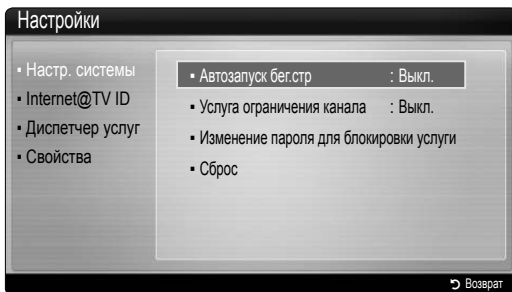 Настройки
▪ Настр. системы
▪ Internet@TV ID
▪ Диспетчер услуг
▪ Свойства
▪ Автозапуск бег.стр : Выкл.
▪ Услуга ограничения канала : Выкл.
▪ Изменение пароля для блокировки услуги
▪ Сброс
Возврат